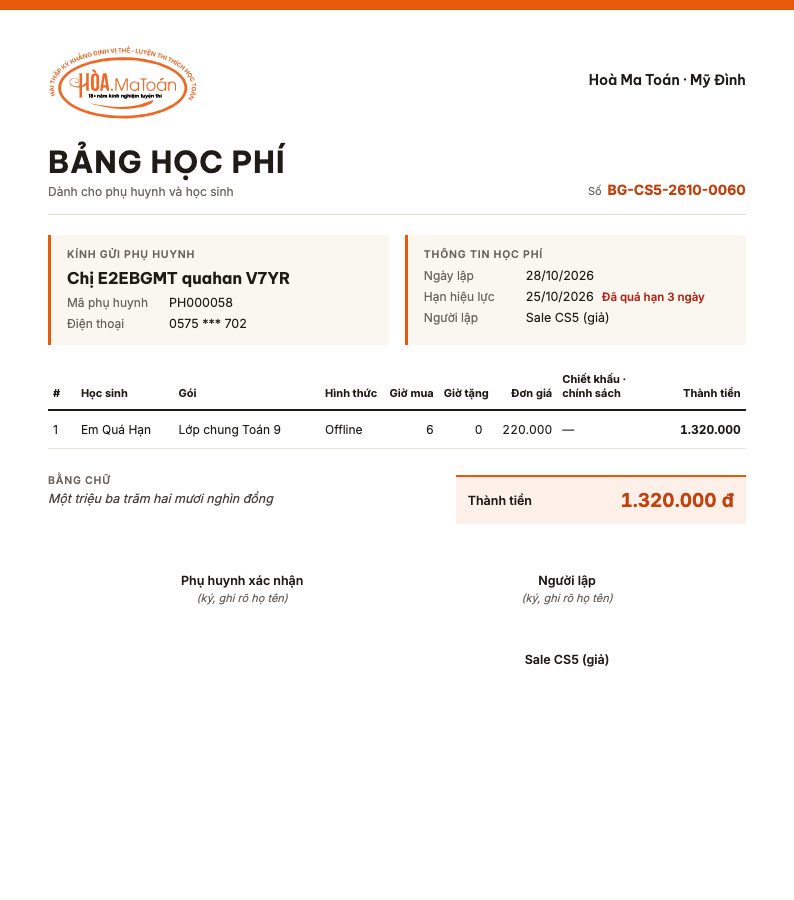 HAI THẬP KỶ KHẲNG ĐỊNH VỊ THẾ - LUYỆN THI THÍCH HỌC TOÁN
HÒA.MaToán
18+ năm kinh nghiệm luyện thi
Hoà Ma Toán · Mỹ Đình
BẢNG HỌC PHÍ
Dành cho phụ huynh và học sinh
Số BG-CS5-2610-0060
KÍNH GỬI PHỤ HUYNH
Chị E2EBGMT quahan V7YR
Mã phụ huynh PH000058
Điện thoại 0575 *** 702
THÔNG TIN HỌC PHÍ
Ngày lập 28/10/2026
Hạn hiệu lực 25/10/2026 Đã quá hạn 3 ngày
Người lập Sale CS5 (giả)
# Học sinh Gói Hình thức Giờ mua Giờ tặng Đơn giá Chiết khấu · chính sách Thành tiền
1 Em Quá Hạn Lớp chung Toán 9 Offline 6 0 220.000 — 1.320.000
BẰNG CHỮ
Một triệu ba trăm hai mươi nghìn đồng
Thành tiền 1.320.000 đ
Phụ huynh xác nhận
(ký, ghi rõ họ tên)
Người lập
(ký, ghi rõ họ tên)
Sale CS5 (giả)